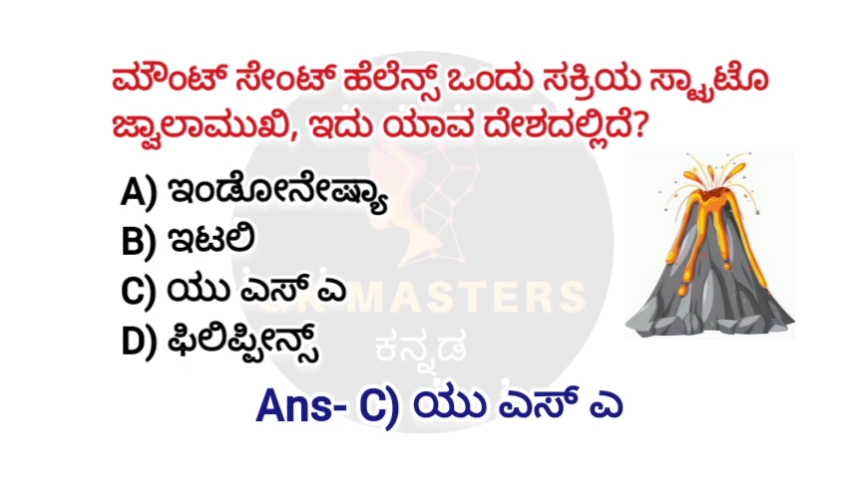 ಮೌಂಟ್ ಸೇಂಟ್ ಹೆಲೆನ್ಸ್ ಒಂದು ಸಕ್ರಿಯ ಸ್ಟ್ರಾಟೊ
ಜ್ವಾಲಾಮುಖಿ, ಇದು ಯಾವ ದೇಶದಲ್ಲಿದೆ?
A) ಇಂಡೋನೇಷ್ಯಾ
B) ಇಟಲಿ
C) ಯು ಎಸ್ ಎ
D) ಫಿಲಿಪ್ಪೀನ್ಸ್
GK MASTERS
ಕನ್ನಡ
Ans- C) ಯು ಎಸ್ ಎ